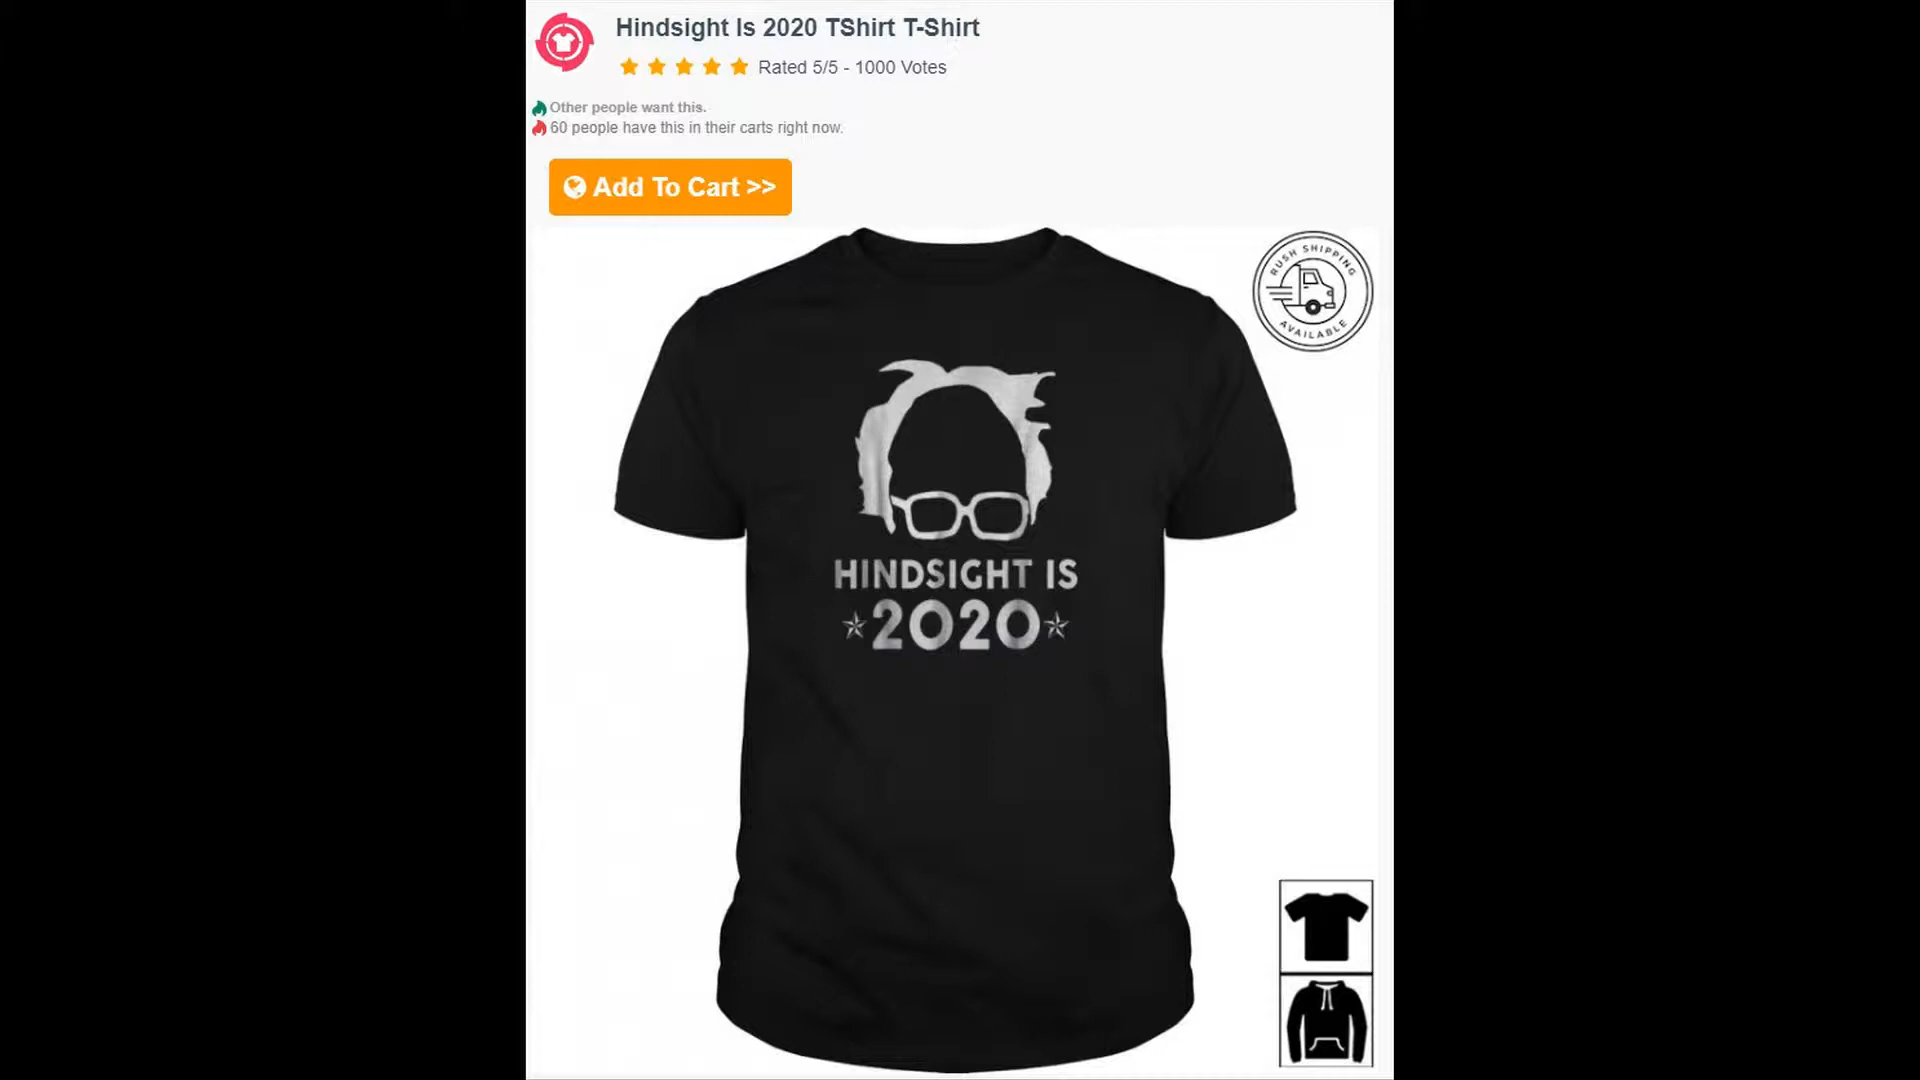 Hindsight Is 2020 TShirt T-Shirt
Rated 5/5 - 1000 Votes
Other people want this.
60 people have this in their carts right now.
Add To Cart >>
RUSH SHIPPING
AVAILABLE
HINDSIGHT IS
2020